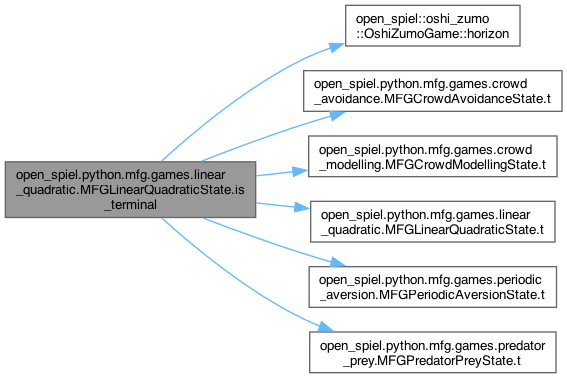 open_spiel::oshi_zumo
::OshiZumoGame::horizon
open_spiel.python.mfg.games.crowd
_avoidance.MFGCrowdAvoidanceState.t
open_spiel.python.mfg.games.crowd
_modelling.MFGCrowdModellingState.t
open_spiel.python.mfg.games.linear
_quadratic.MFGLinearQuadraticState.is
_terminal
open_spiel.python.mfg.games.linear
_quadratic.MFGLinearQuadraticState.t
open_spiel.python.mfg.games.periodic
_aversion.MFGPeriodicAversionState.t
open_spiel.python.mfg.games.predator
_prey.MFGPredatorPreyState.t